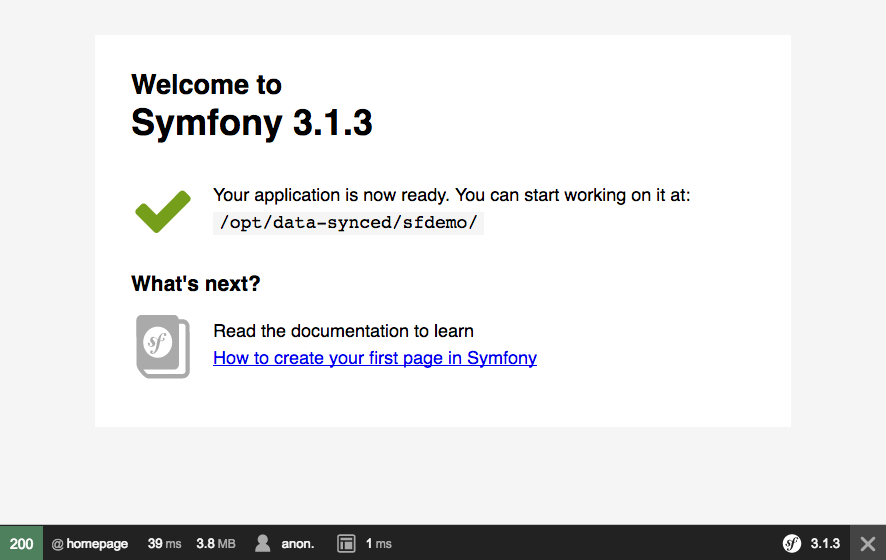 Welcome to
Symfony 3.1.3
Your application is now ready. You can start working on it at:
/opt/data-synced/sfdemo/
What's next?
sf
Read the documentation to learn
How to create your first page in Symfony
200 @ homepage 39 ms 3.8 MB anon. 1 ms sf 3.1.3